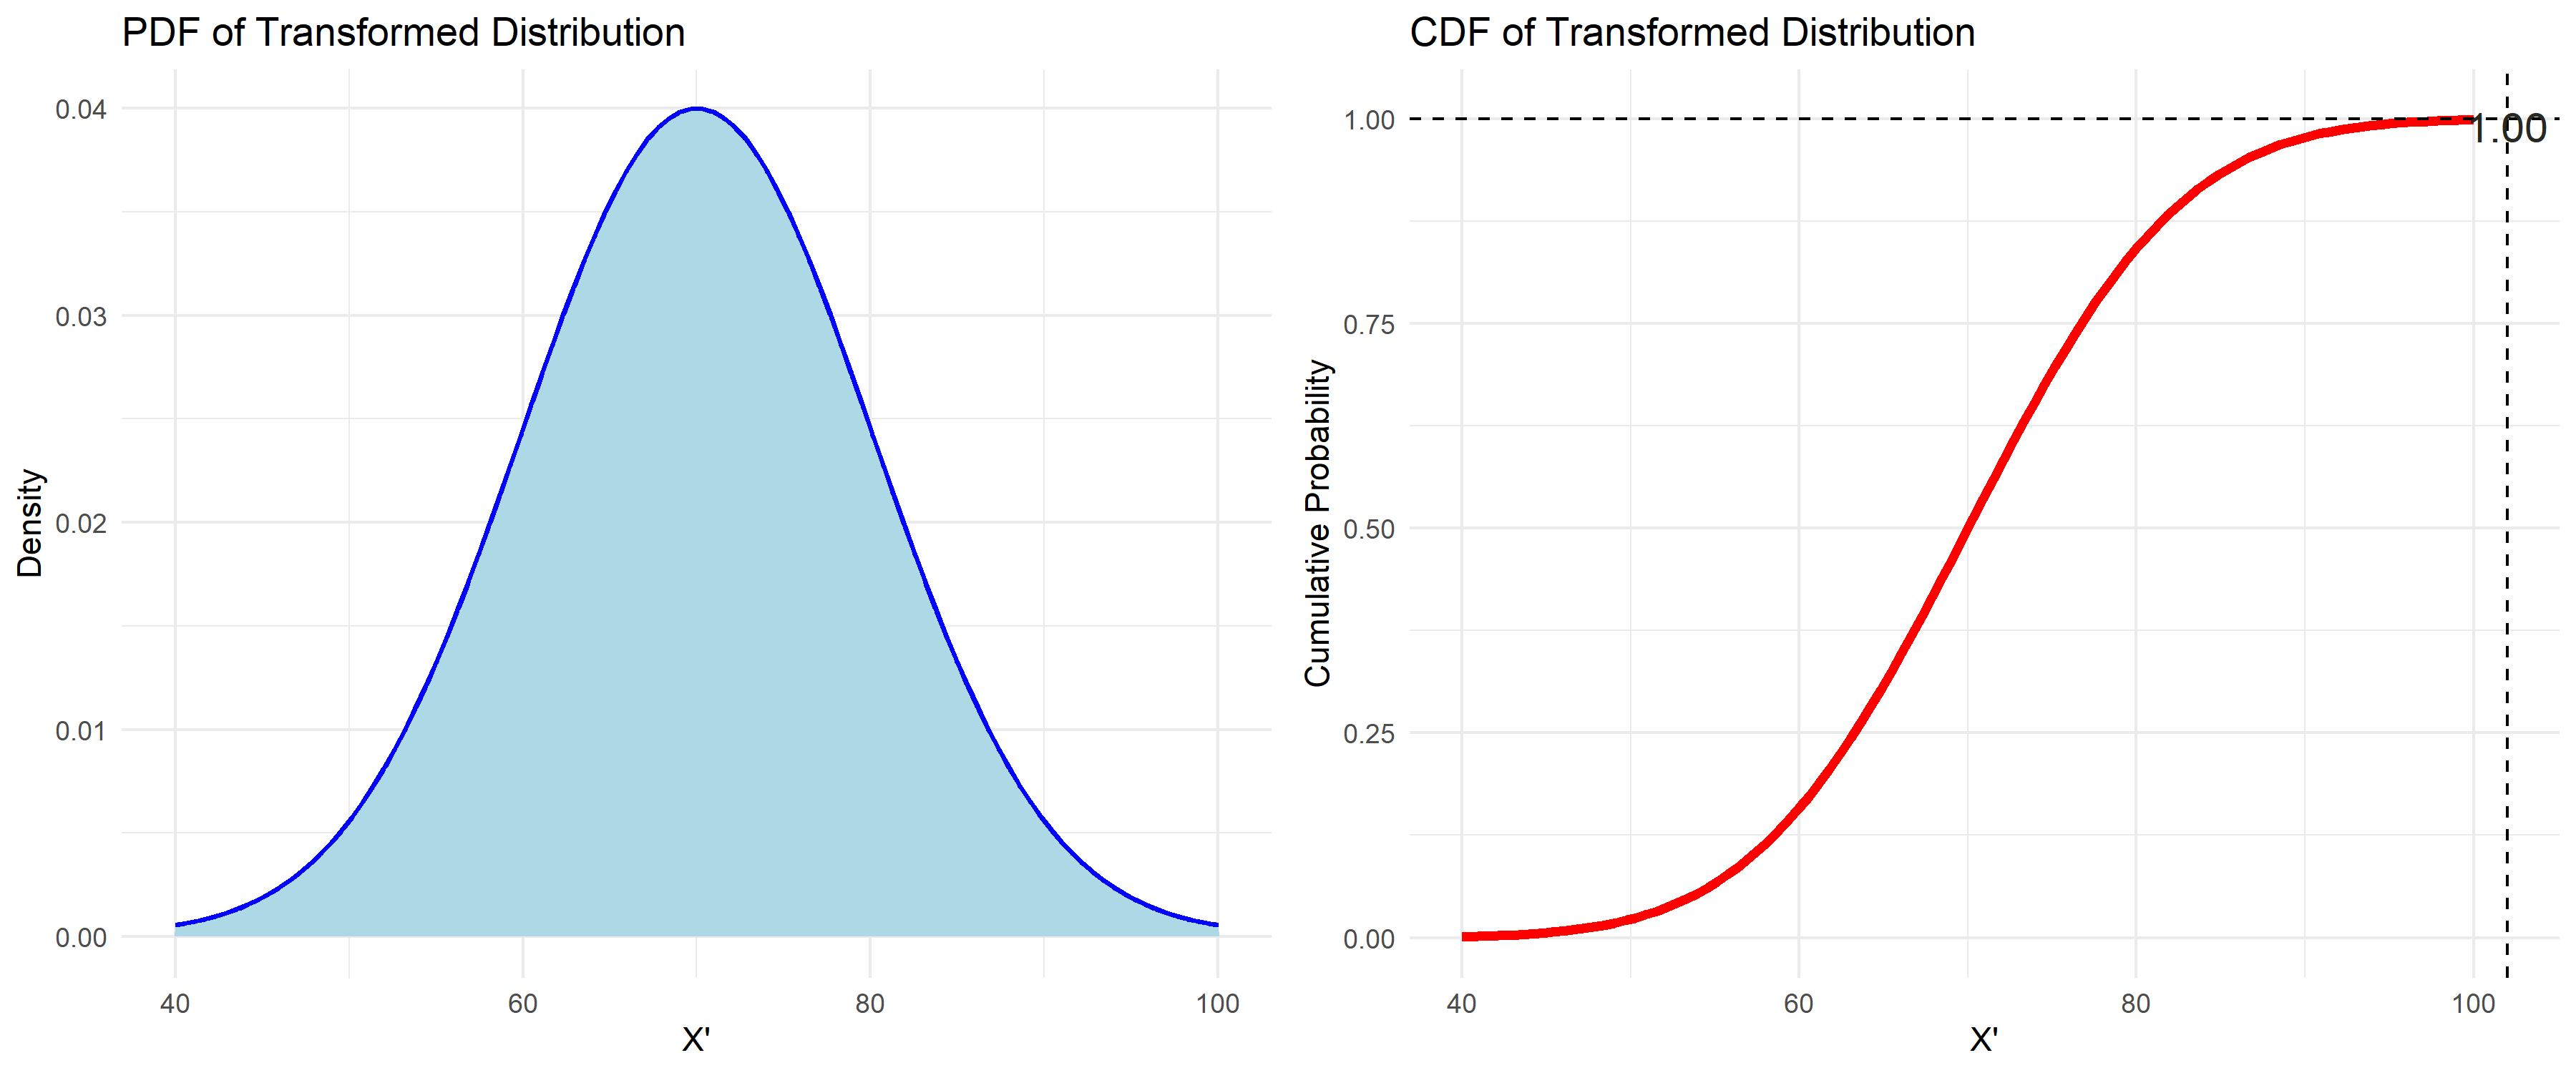 PDF of Transformed Distribution
0.04
0.03
0.02
0.01
0.00
Density
40 60 80 100
X'
CDF of Transformed Distribution
1.00
0.75
0.50
0.25
0.00
1.00
Cumulative Probability
40 60 80 100
X'